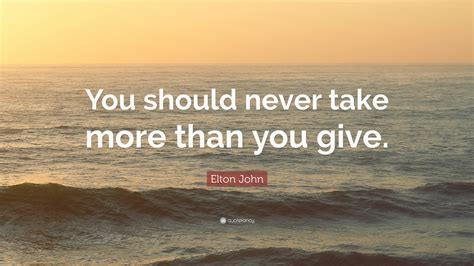 You should never take
more than you give.
Elton John
quotefancy